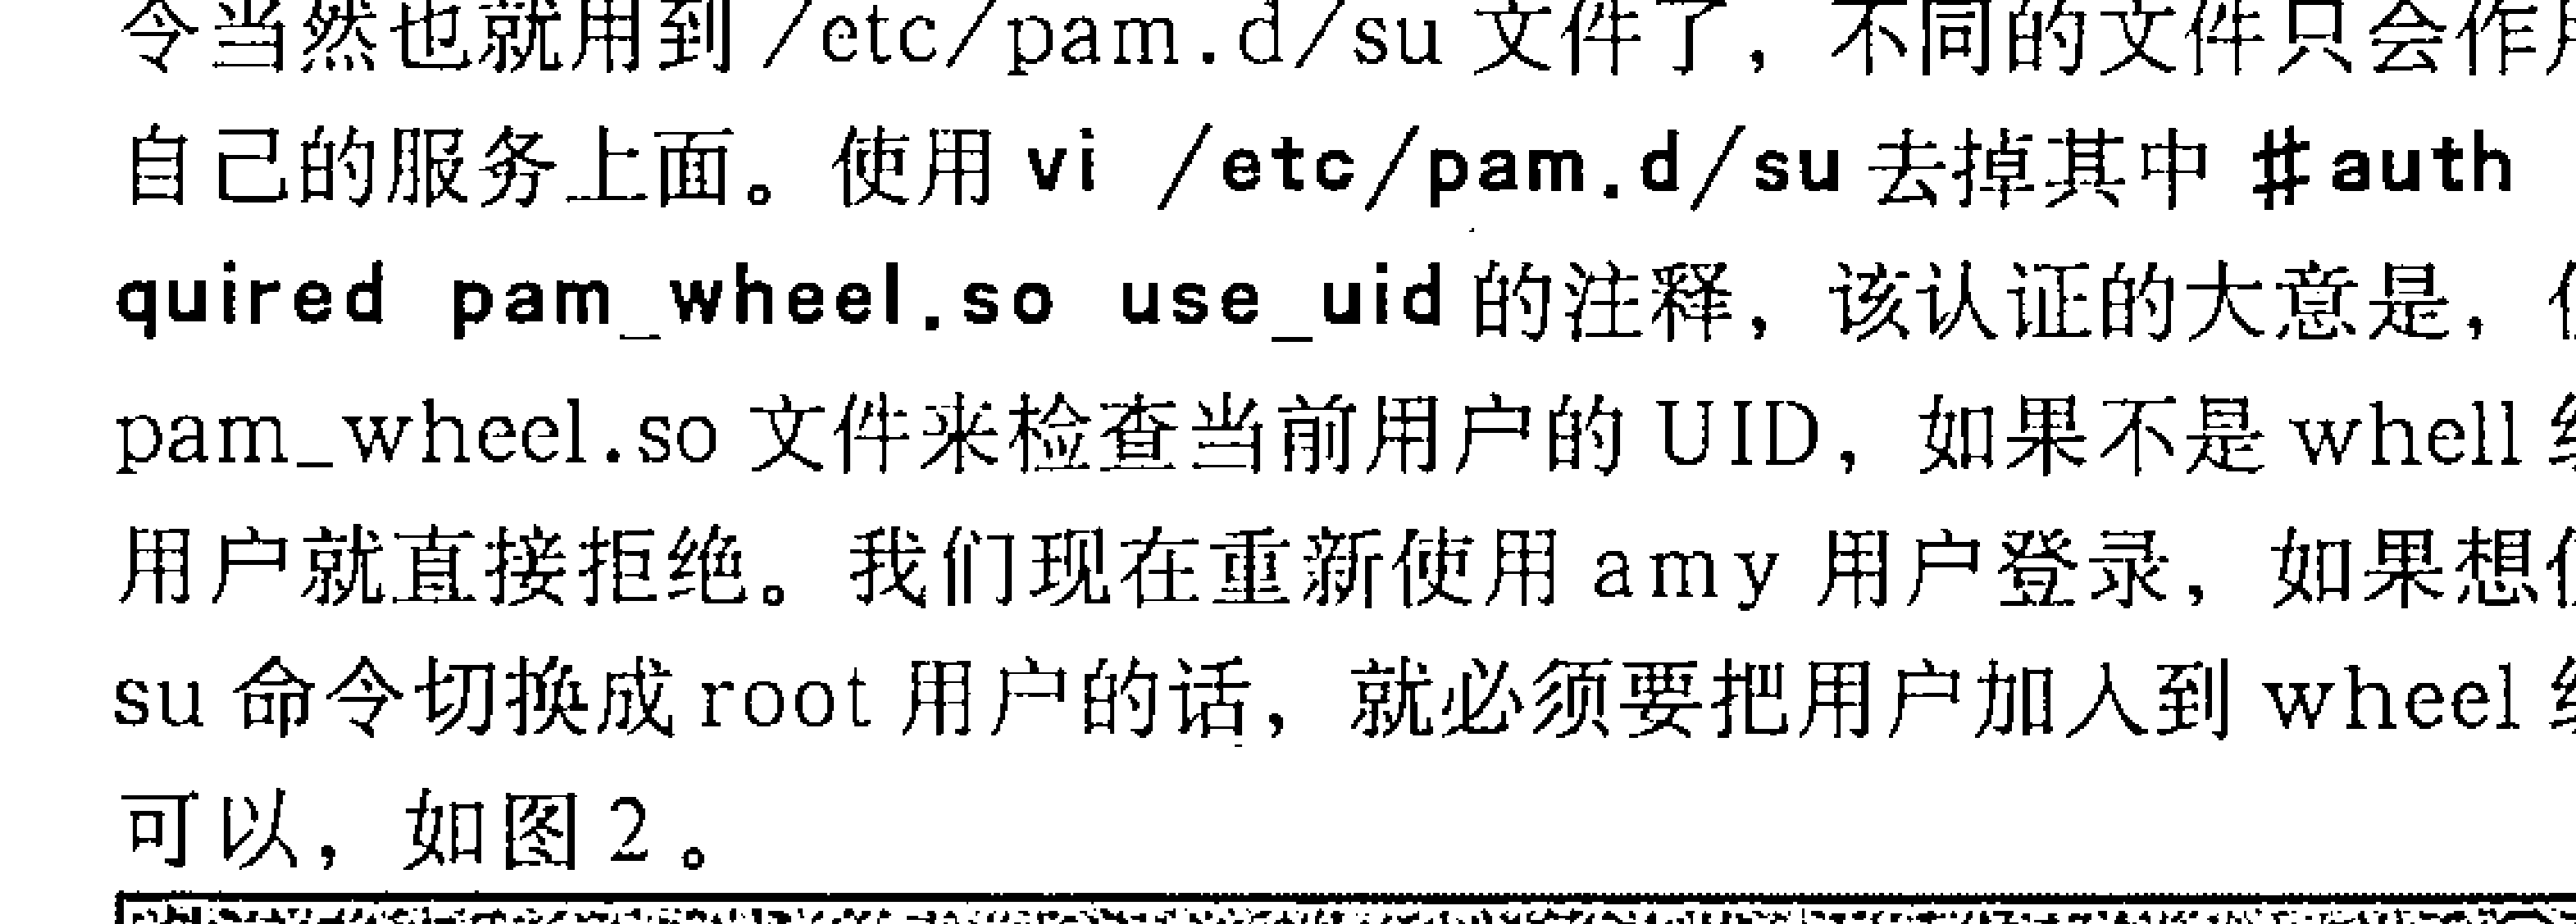 令当然也就用到 /etc/pam.d/su 文件了，不同的文件只会作用
自己的服务上面。使用 vi /etc/pam.d/su 去掉其中 #auth
quired pam_wheel.so use_uid 的注释，该认证的大意是，
pam_wheel.so 文件来检查当前用户的 UID，如果不是 whell
用户就直接拒绝。我们现在重新使用 amy 用户登录，如果想
su 命令切换成 root 用户的话，就必须要把用户加入到 wheel
可以，如图 2。